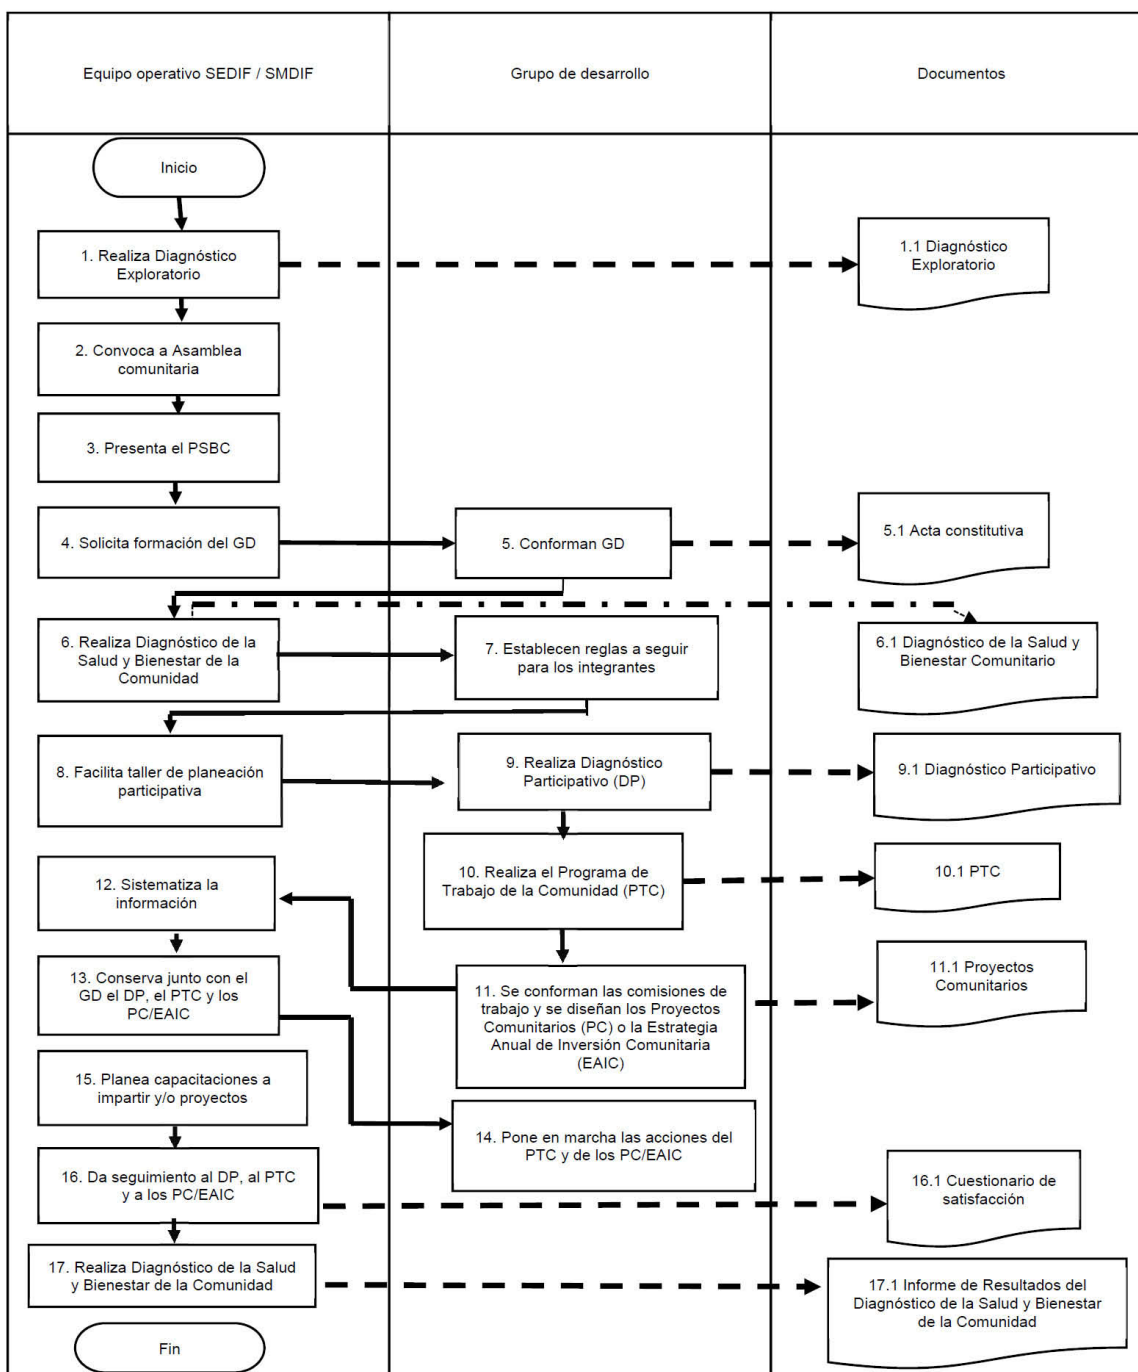 Equipo operativo SEDIF / SMDIF
Grupo de desarrollo
Documentos
Inicio
1. Realiza Diagnóstico
Exploratorio
1.1 Diagnóstico
Exploratorio
2. Convoca a Asamblea
comunitaria
3. Presenta el PSBC
4. Solicita formación del GD
5. Conforman GD
5.1 Acta constitutiva
6. Realiza Diagnóstico de la
Salud y Bienestar de la
Comunidad
7. Establecen reglas a seguir
para los integrantes
6.1 Diagnóstico de la Salud y
Bienestar Comunitario
8. Facilita taller de planeación
participativa
9. Realiza Diagnóstico
Participativo (DP)
9.1 Diagnóstico Participativo
10. Realiza el Programa de
Trabajo de la Comunidad (PTC)
10.1 PTC
12. Sistematiza la
información
11. Se conforman las comisiones de
trabajo y se diseñan los Proyectos
Comunitarios (PC) o la Estrategia
Anual de Inversión Comunitaria
(EAIC)
11.1 Proyectos
Comunitarios
13. Conserva junto con el
GD el DP, el PTC y los
PC/EAIC
14. Pone en marcha las acciones del
PTC y de los PC/EAIC
15. Planea capacitaciones a
impartir y/o proyectos
16. Da seguimiento al DP, al PTC
y a los PC/EAIC
16.1 Cuestionario de
satisfacción
17. Realiza Diagnóstico de la Salud
y Bienestar de la Comunidad
17.1 Informe de Resultados del
Diagnóstico de la Salud y Bienestar
de la Comunidad
Fin